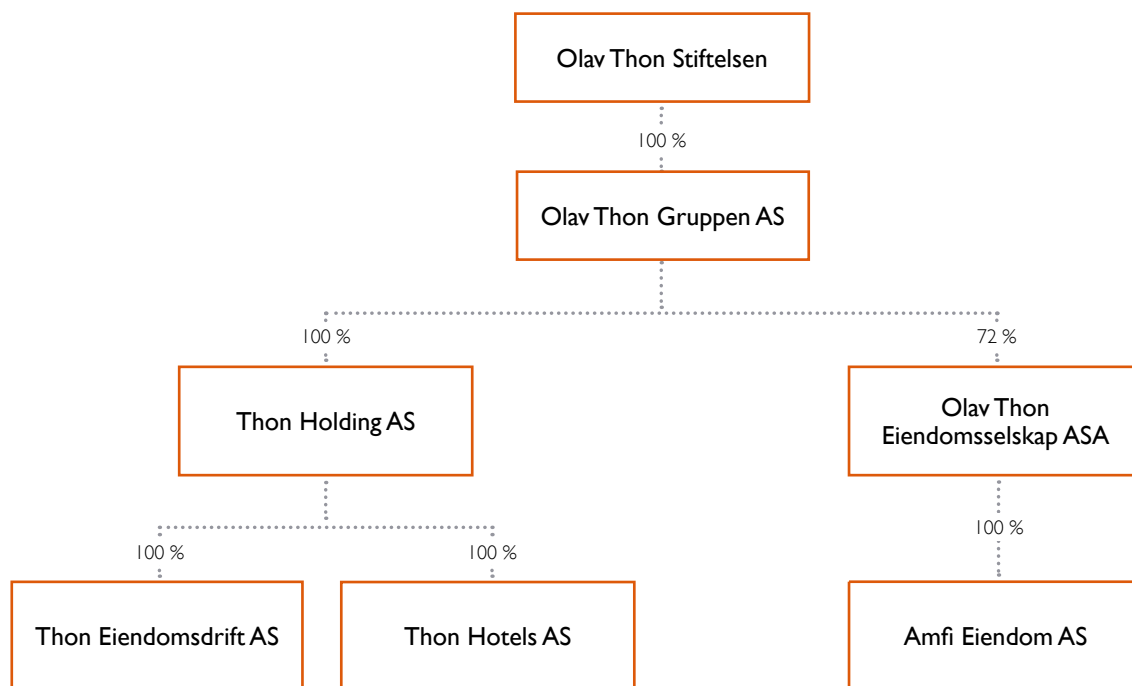 Olav Thon Stiftelsen
100 %
Olav Thon Gruppen AS
100 %
72 %
Thon Holding AS
Olav Thon
Eiendomsselskap ASA
100 %
100 %
100 %
Thon Eiendomsdrift AS
Thon Hotels AS
Amfi Eiendom AS